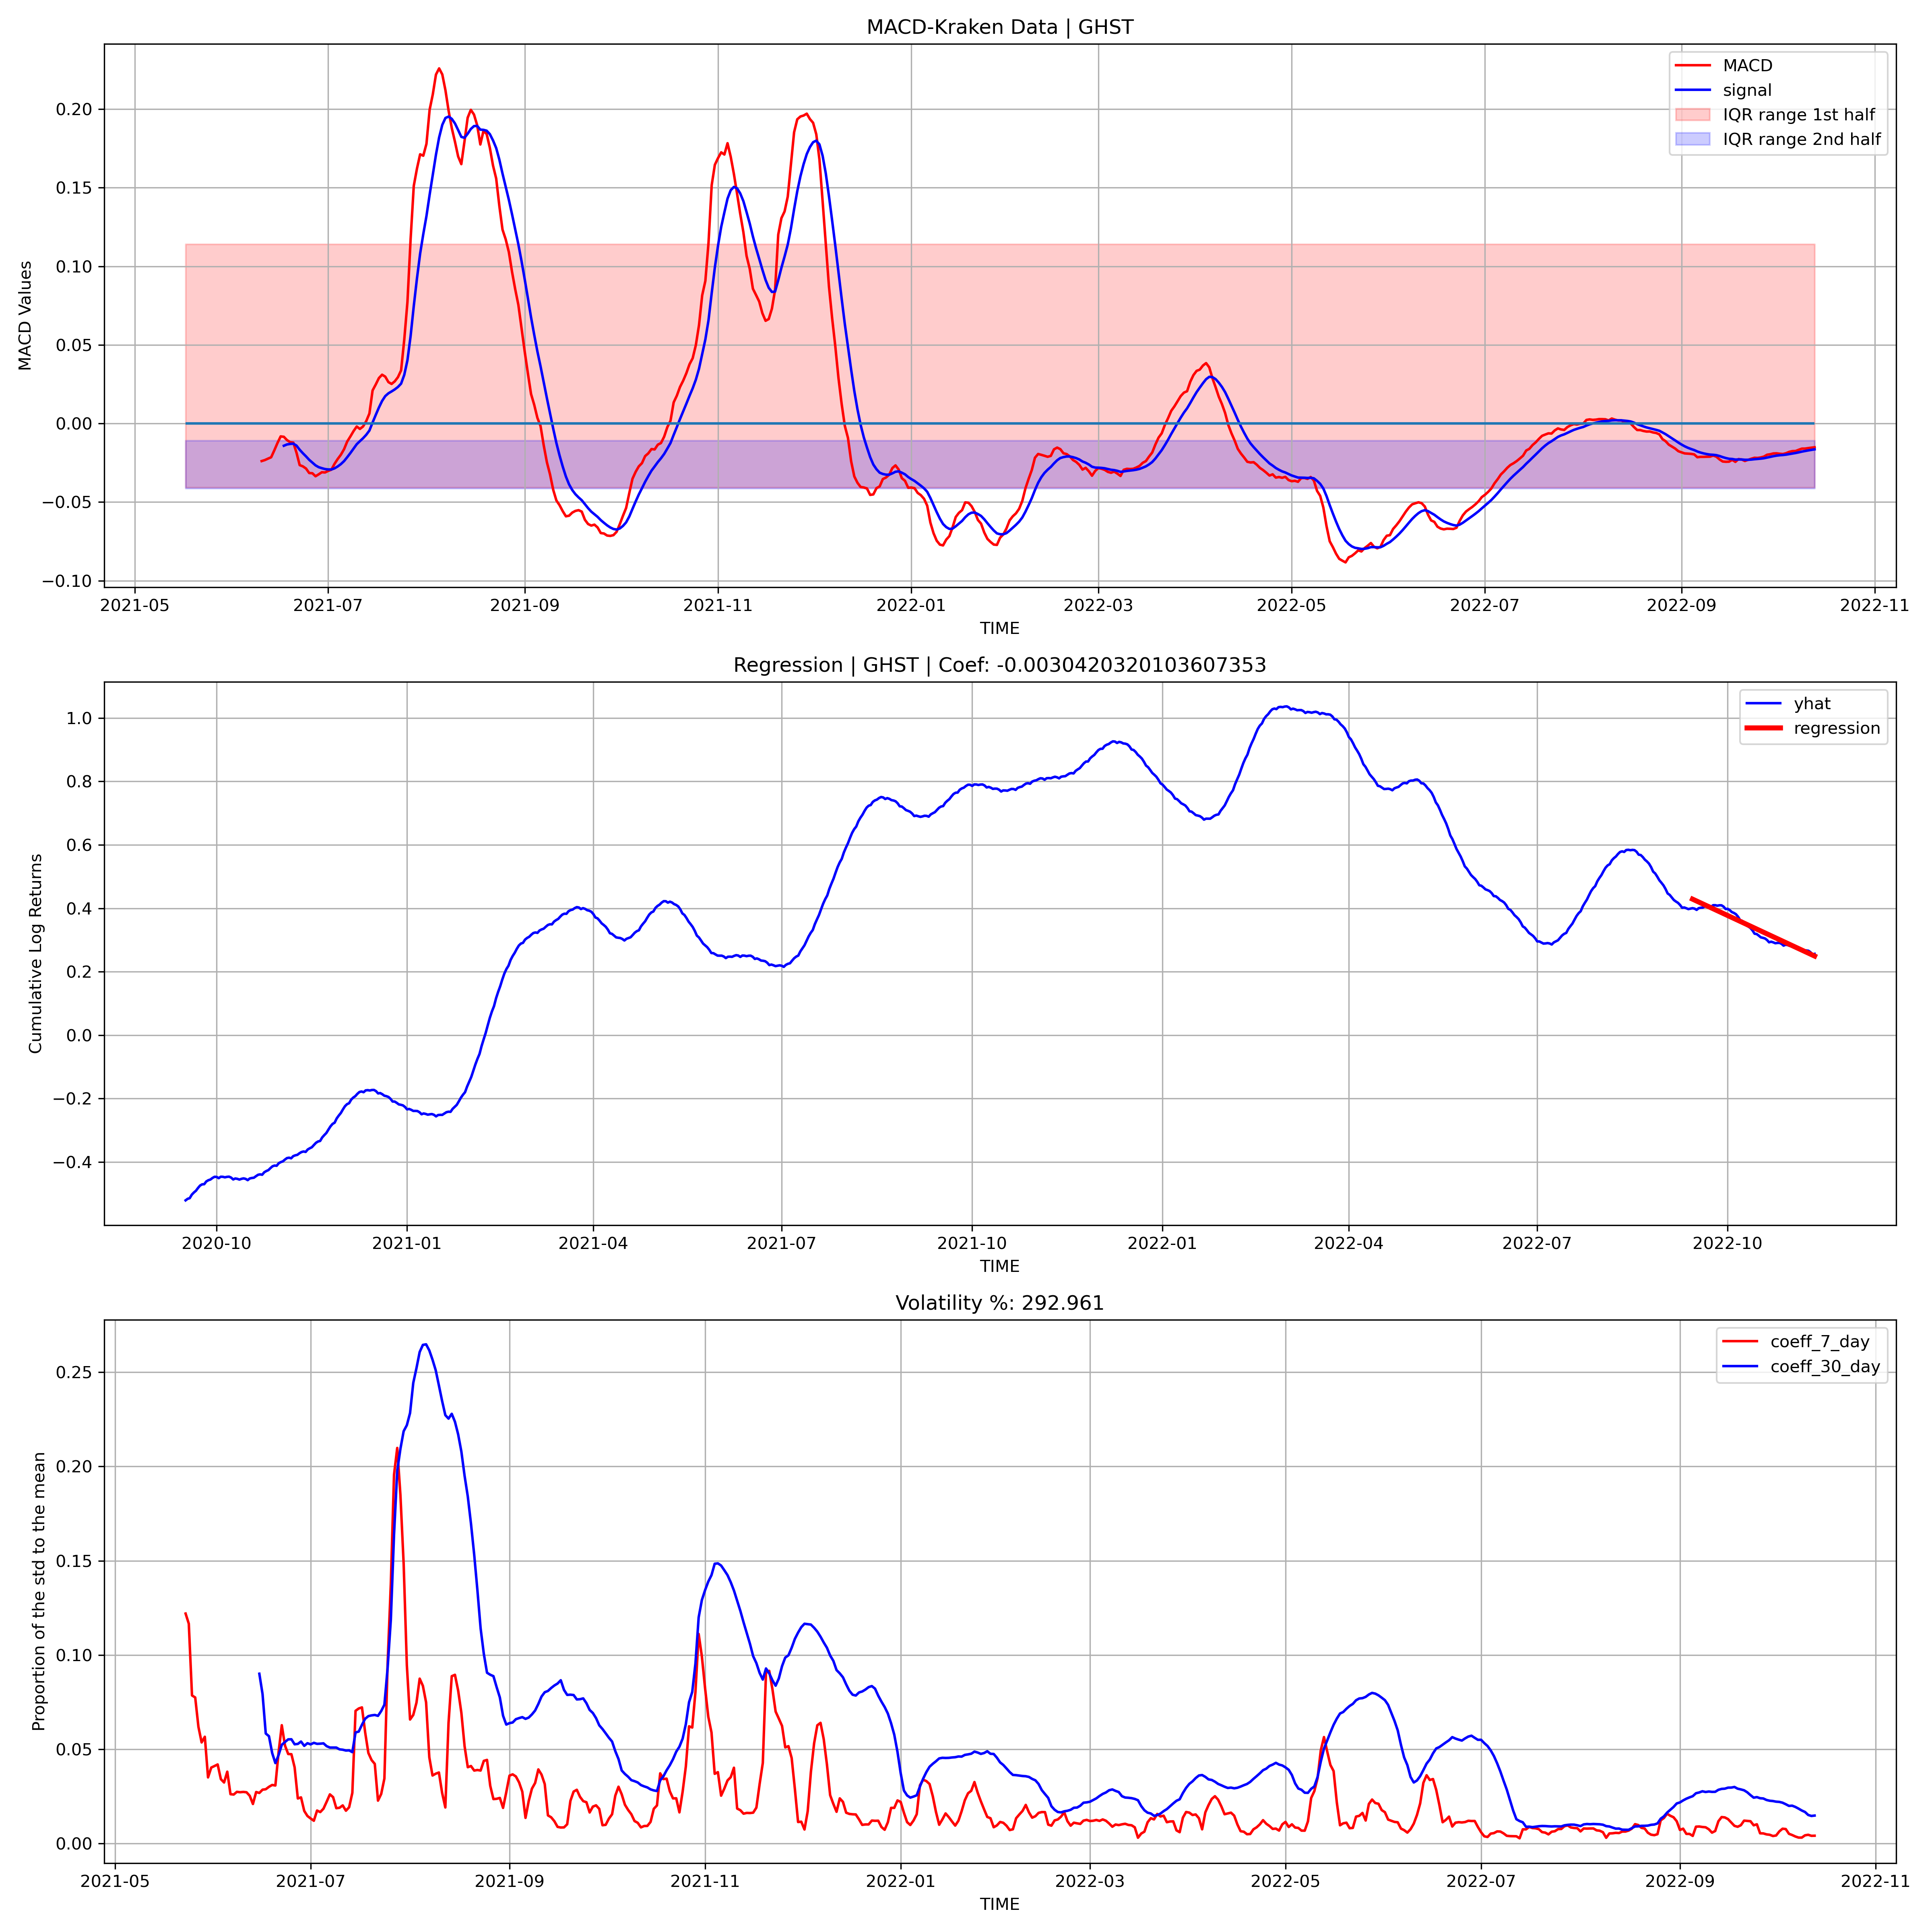 MACD-Kraken Data | GHST
MACD
signal
IQR range 1st half
IQR range 2nd half
MACD Values
0.20
0.15
0.10
0.05
0.00
−0.05
−0.10
2021-05 2021-07 2021-09 2021-11 2022-01 2022-03 2022-05 2022-07 2022-09 2022-11
TIME
Regression | GHST | Coef: -0.0030420320103607353
yhat
regression
Cumulative Log Returns
1.0
0.8
0.6
0.4
0.2
0.0
−0.2
−0.4
2020-10 2021-01 2021-04 2021-07 2021-10 2022-01 2022-04 2022-07 2022-10
TIME
Volatility %: 292.961
coeff_7_day
coeff_30_day
Proportion of the std to the mean
0.25
0.20
0.15
0.10
0.05
0.00
2021-05 2021-07 2021-09 2021-11 2022-01 2022-03 2022-05 2022-07 2022-09 2022-11
TIME